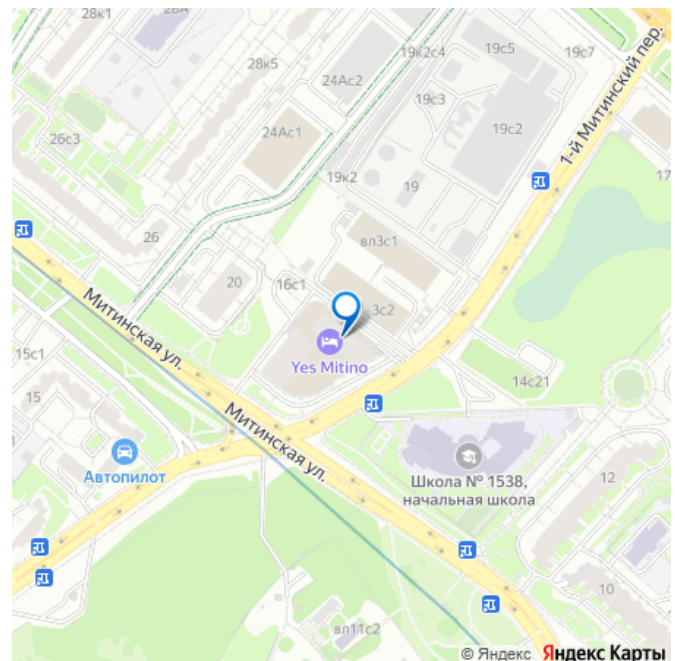 28к1
28А
19к2с4
19с5
19с7
28к5
24Ас2
1-й Митинский пер.
19с3
26с3
24Ас1
19с2
19к2
19
17
26
вл3с1
20
16с1
3с2
Митинская ул.
15с1
Yes Mitino
14с21
15
Митинская ул.
Автопилот
Школа № 1538,
начальная школа
12
10
вл11с2
© Яндекс Яндекс Карты